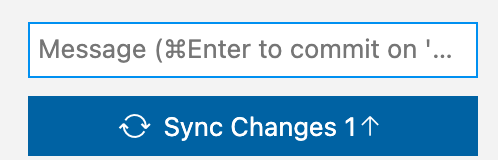 Message (⌘Enter to commit on '...
Sync Changes 1↑